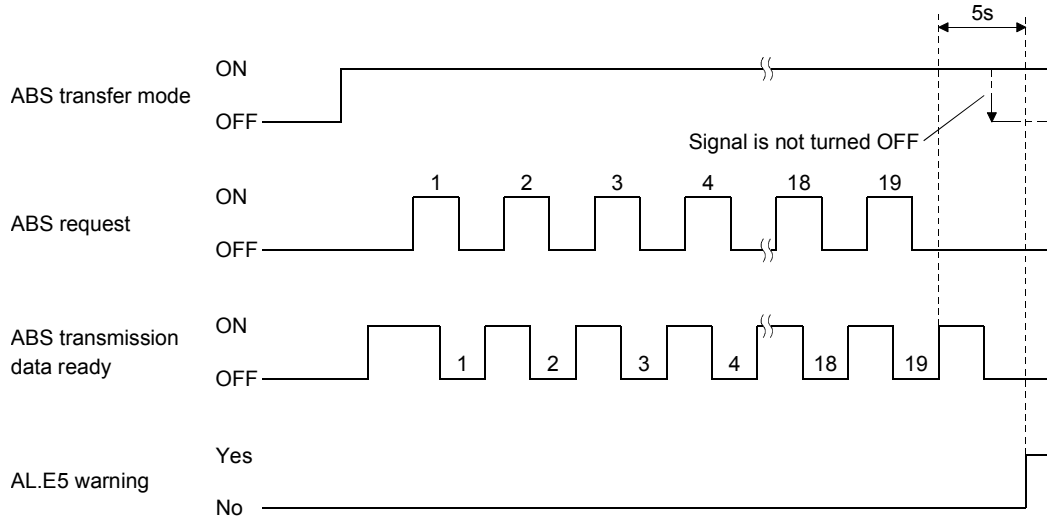 5s
ON
ABS transfer mode
OFF
Signal is not turned OFF
1 2 3 4 18 19
ON
ABS request
OFF
ON
ABS transmission
data ready
OFF
1 2 3 4 18 19
Yes
AL.E5 warning
No